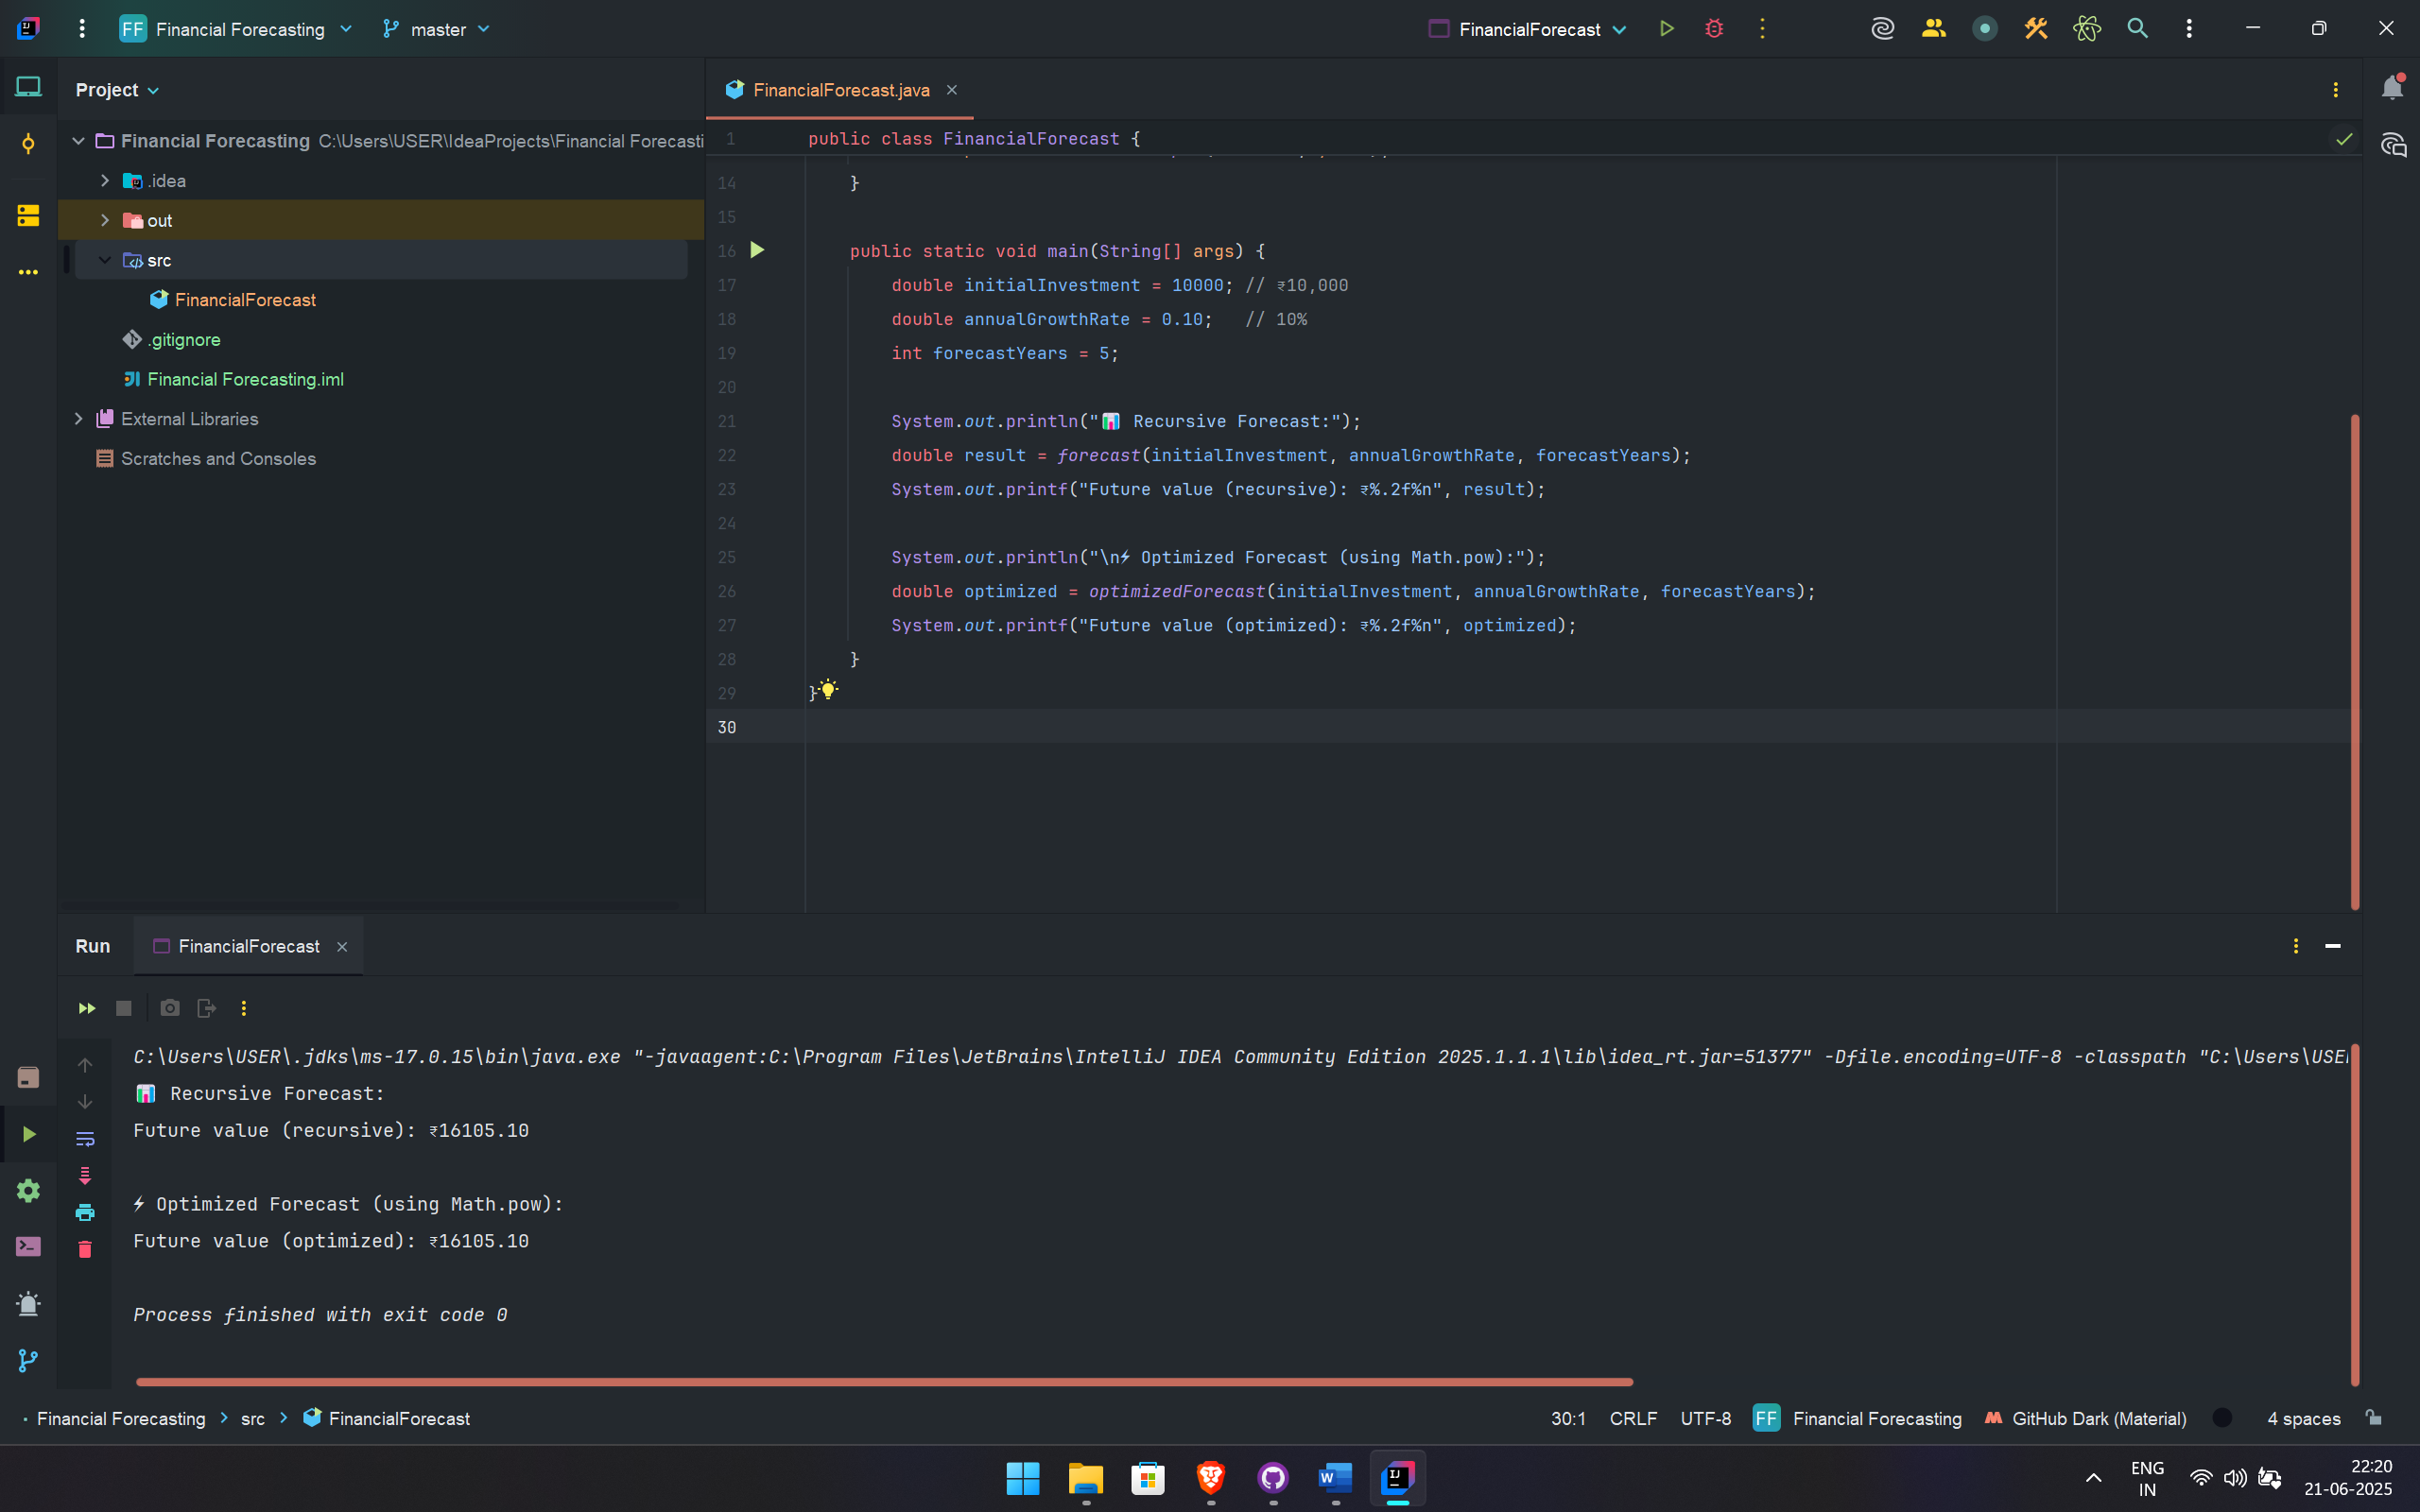 FF Financial Forecasting master FinancialForecast
Project
Financial Forecasting C:\Users\USER\IdeaProjects\Financial Forecasti
.idea
out
src
FinancialForecast
.gitignore
Financial Forecasting.iml
External Libraries
Scratches and Consoles
FinancialForecast.java
1 public class FinancialForecast {
14 }
15
16 public static void main(String[] args) {
17 double initialInvestment = 10000; // ₹10,000
18 double annualGrowthRate = 0.10; // 10%
19 int forecastYears = 5;
20
21 System.out.println("📊 Recursive Forecast:");
22 double result = forecast(initialInvestment, annualGrowthRate, forecastYears);
23 System.out.printf("Future value (recursive): ₹%.2f%n", result);
24
25 System.out.println("\n⚡ Optimized Forecast (using Math.pow):");
26 double optimized = optimizedForecast(initialInvestment, annualGrowthRate, forecastYears);
27 System.out.printf("Future value (optimized): ₹%.2f%n", optimized);
28 }
29 }
30
Run FinancialForecast
C:\Users\USER\.jdks\ms-17.0.15\bin\java.exe "-javaagent:C:\Program Files\JetBrains\IntelliJ IDEA Community Edition 2025.1.1.1\lib\idea_rt.jar=51377" -Dfile.encoding=UTF-8 -classpath "C:\Users\USE
📊 Recursive Forecast:
Future value (recursive): ₹16105.10
⚡ Optimized Forecast (using Math.pow):
Future value (optimized): ₹16105.10
Process finished with exit code 0
Financial Forecasting > src > FinancialForecast 30:1 CRLF UTF-8 FF Financial Forecasting GitHub Dark (Material) 4 spaces
ENG 22:20
IN 21-06-2025